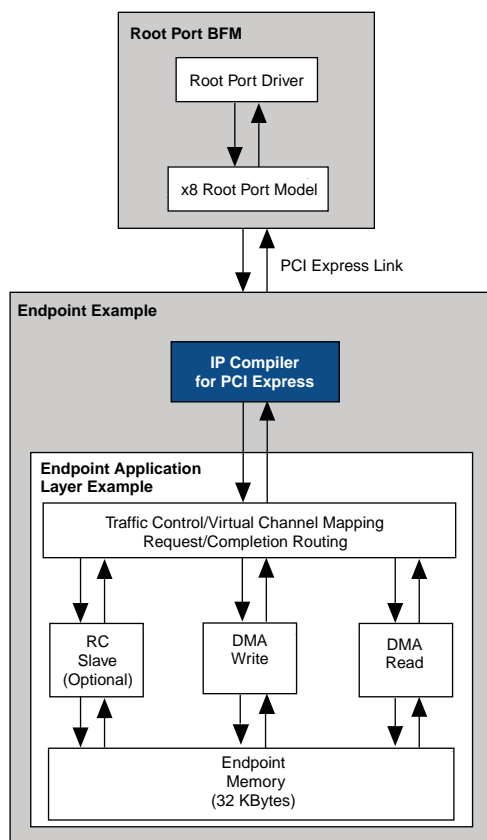 Root Port BFM
Root Port Driver
x8 Root Port Model
PCI Express Link
Endpoint Example
IP Compiler
for PCI Express
Endpoint Application
Layer Example
Traffic Control/Virtual Channel Mapping
Request/Completion Routing
RC
Slave
(Optional)
DMA
Write
DMA
Read
Endpoint
Memory
(32 KBytes)